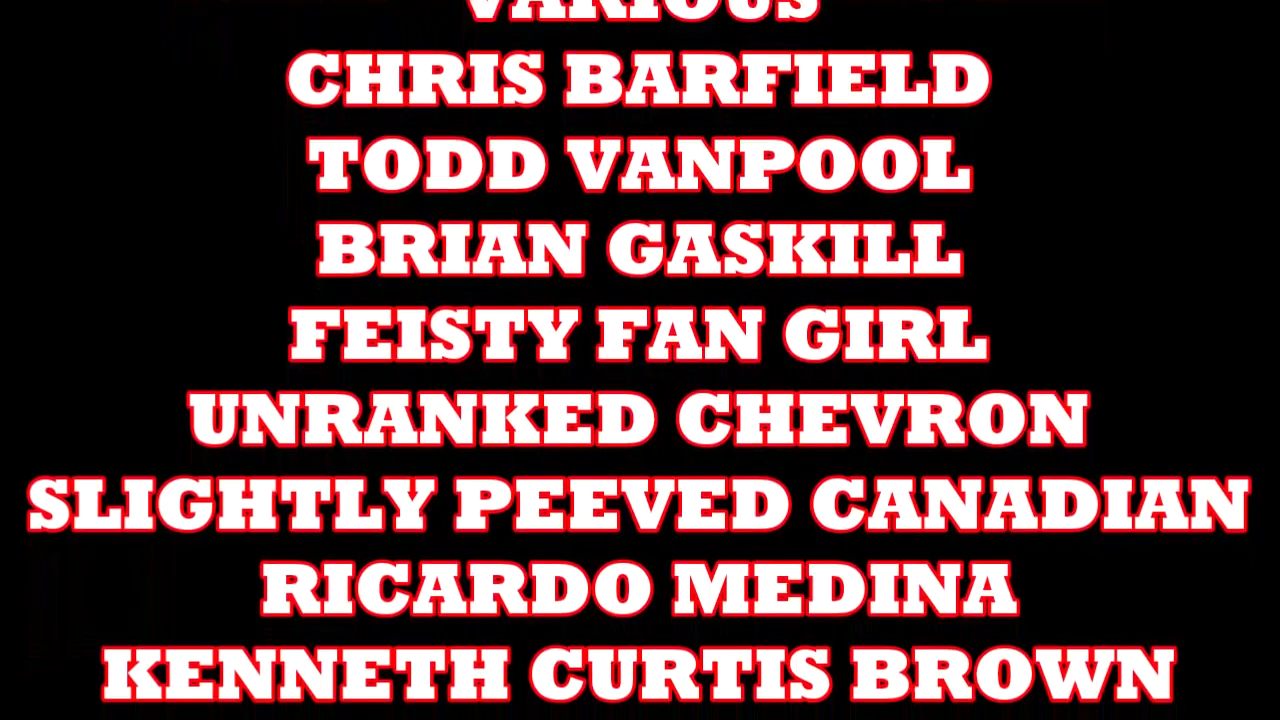 VARIOUS
CHRIS BARFIELD
TODD VANPOOL
BRIAN GASKILL
FEISTY FAN GIRL
UNRANKED CHEVRON
SLIGHTLY PEEVED CANADIAN
RICARDO MEDINA
KENNETH CURTIS BROWN